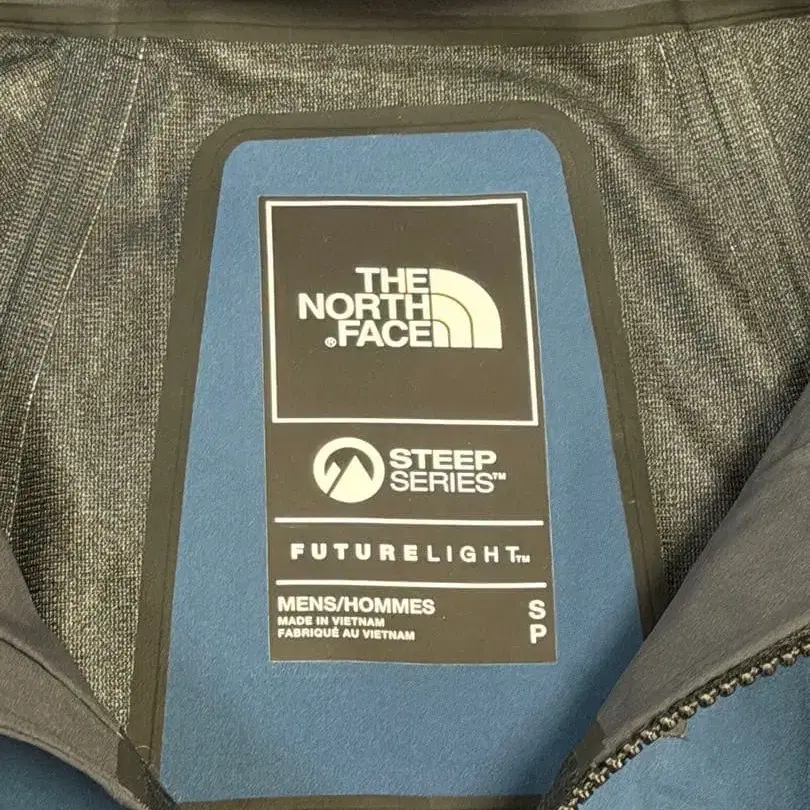 THE
NORTH
® FACE
STEEP
SERIES™
FUTURELIGHT™
MENS/HOMMES S
MADE IN VIETNAM P
FABRIQUÉ AU VIETNAM